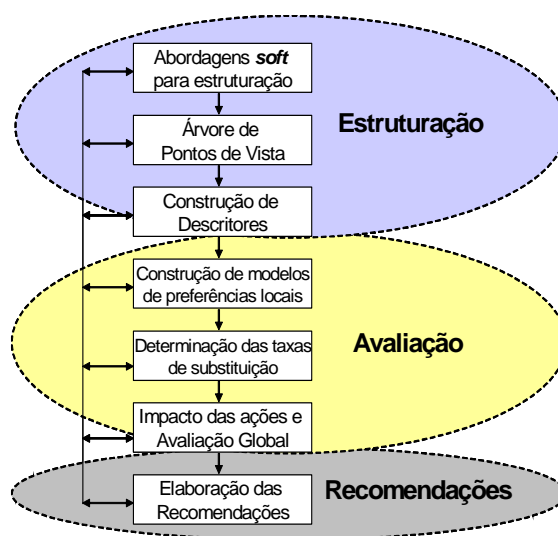 Abordagens soft
para estruturação
Estruturação
Árvore de
Pontos de Vista
Construção de
Descritores
Construção de modelos
de preferências locais
Avaliação
Determinação das taxas
de substituição
Impacto das ações e
Avaliação Global
Recomendações
Elaboração das
Recomendações